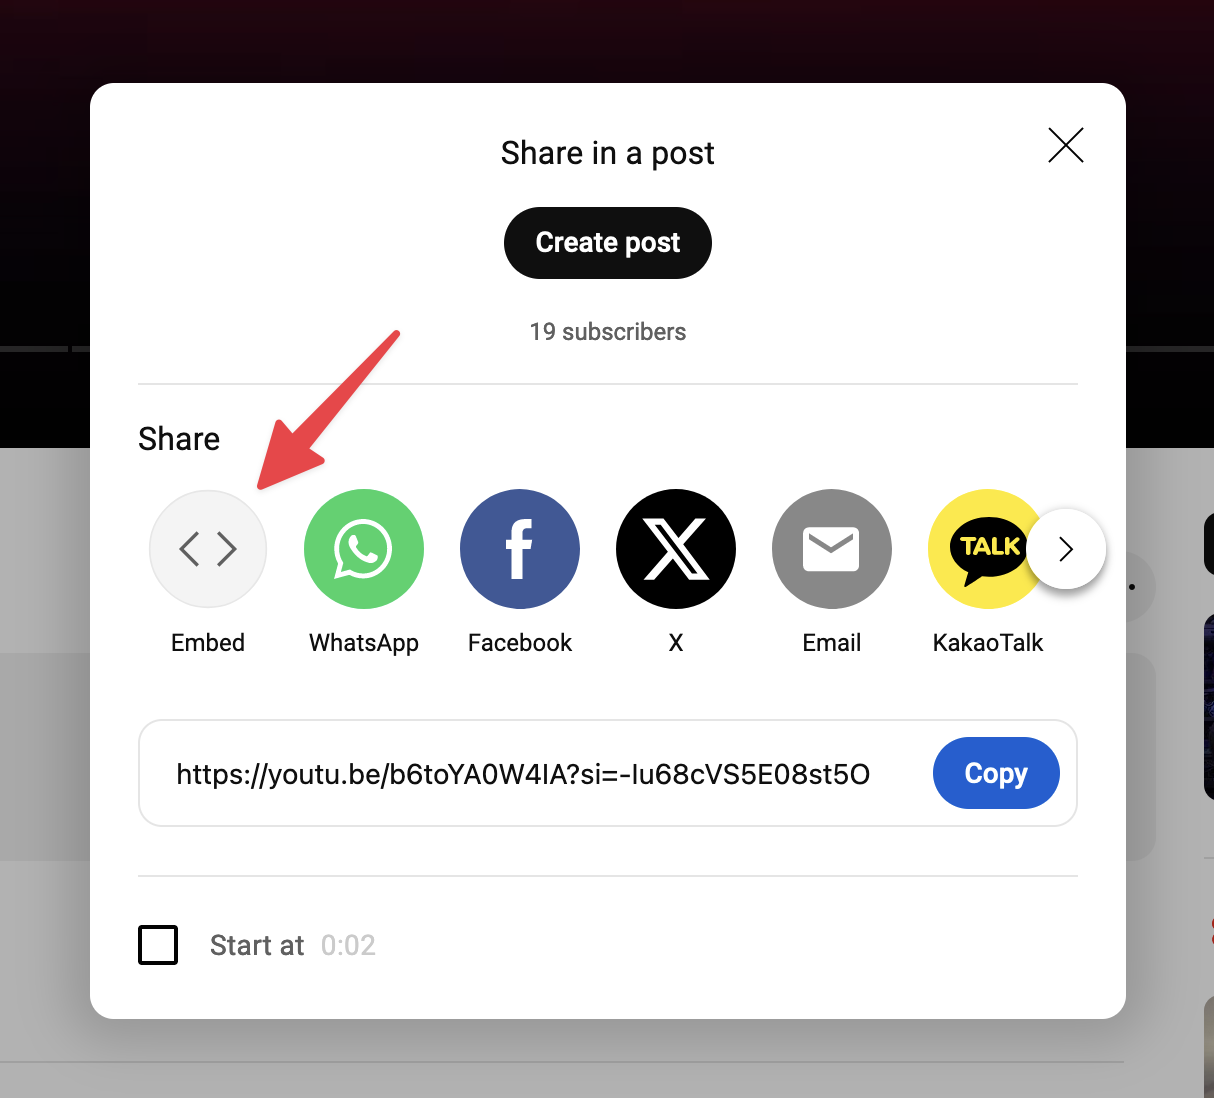 Share in a post
Create post
19 subscribers
Share
TALK
Embed
WhatsApp
Facebook
X
Email
KakaoTalk
https://youtu.be/b6toYA0W4IA?si=-Iu68cVS5E08st5O
Copy
Start at 0:02